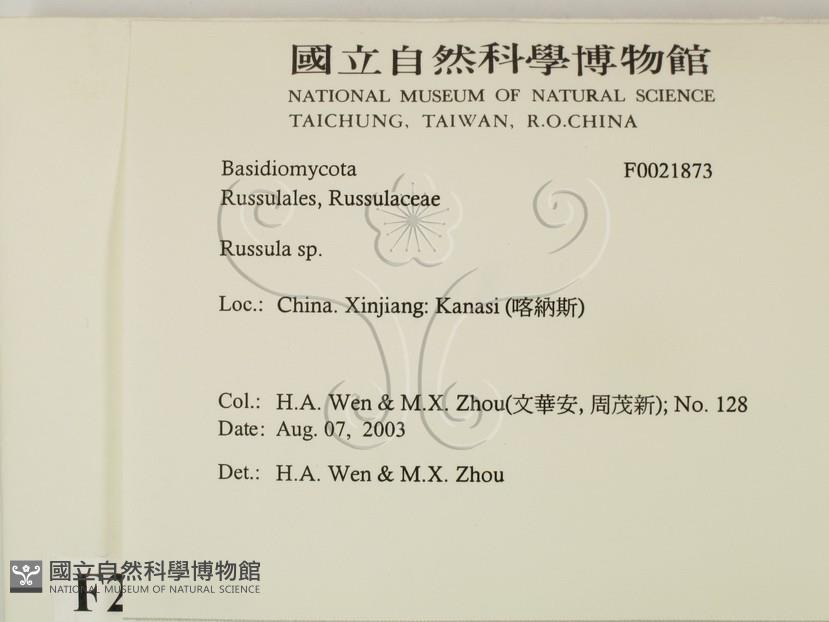 國立自然科學博物館
NATIONAL MUSEUM OF NATURAL SCIENCE
TAICHUNG, TAIWAN, R.O.CHINA
Basidiomycota F0021873
Russulales, Russulaceae
Russula sp.
Loc.: China. Xinjiang: Kanasi (喀納斯)
Col.: H.A. Wen & M.X. Zhou(文華安, 周茂新); No. 128
Date: Aug. 07, 2003
Det.: H.A. Wen & M.X. Zhou
國立自然科學博物館
NATIONAL MUSEUM OF NATURAL SCIENCE
F2